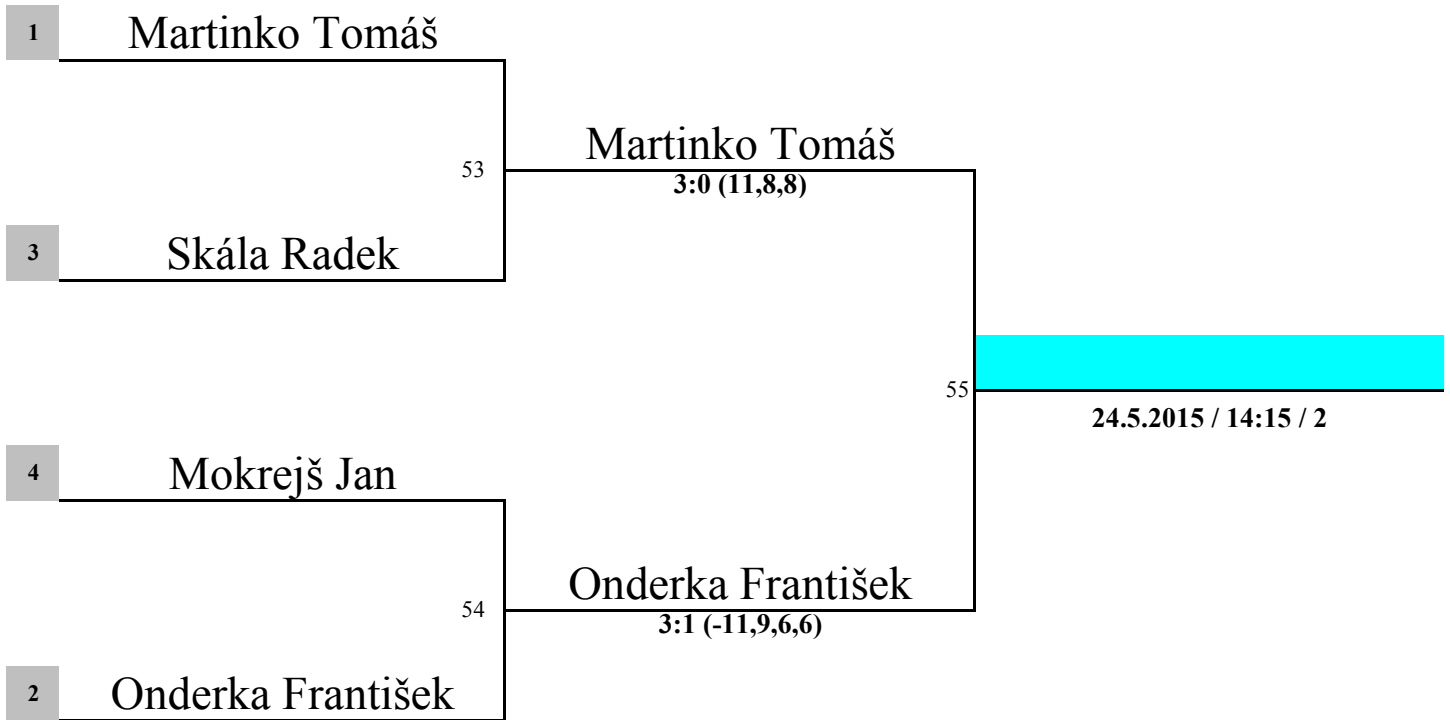 1 Martinko Tomáš
53 Martinko Tomáš
3:0 (11,8,8)
3 Skála Radek
55
24.5.2015 / 14:15 / 2
4 Mokrejš Jan
54 Onderka František
3:1 (-11,9,6,6)
2 Onderka František